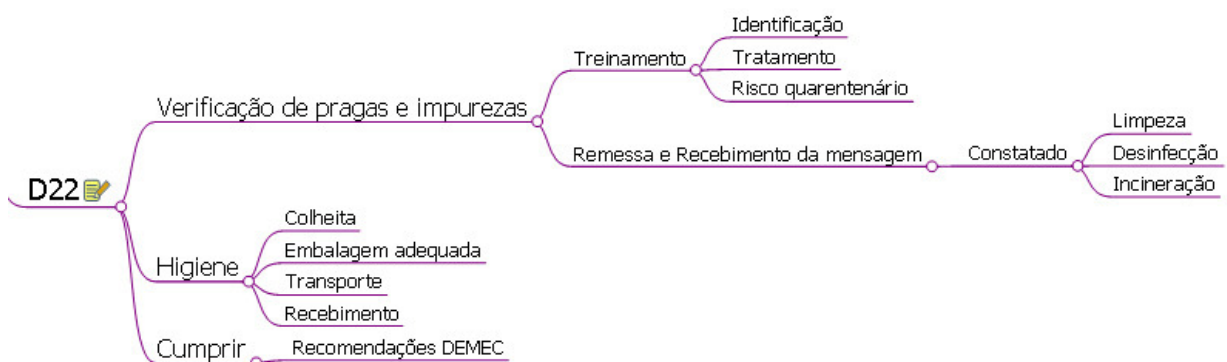 D22
Verificação de pragas e impurezas
Treinamento
Identificação
Tratamento
Risco quarentenário
Remessa e Recebimento da mensagem
Constatado
Limpeza
Desinfecção
Incineração
Higiene
Colheita
Embalagem adequada
Transporte
Recebimento
Cumprir
Recomendações DEMEC